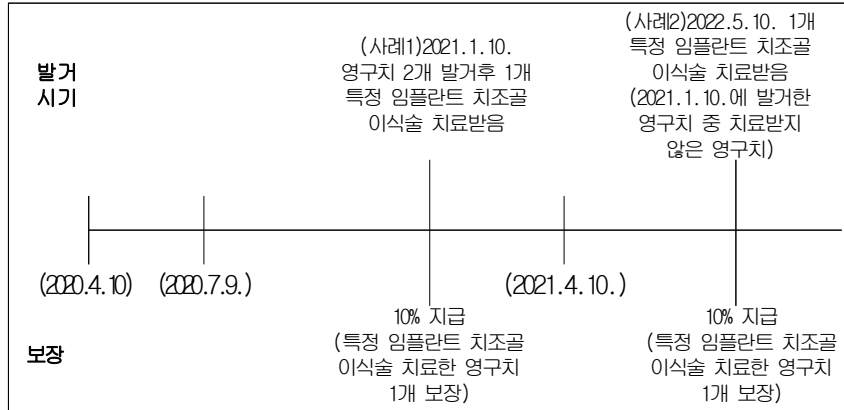 (사례2)2022.5.10. 1개
(사례1)2021.1.10.
특정 임플란트 치조골
발거
영구치 2개 발거후 1개
이식술 치료받음
시기
특정 임플란트 치조골
(2021.1.10.에 발거한
이식술 치료받음
영구치 중 치료받지
않은 영구치)
(2020.4.10) (2020.7.9.) (2021.4.10.)
10% 지급 10% 지급
(특정 임플란트 치조골 (특정 임플란트 치조골
보장 이식술 치료한 영구치 이식술 치료한 영구치
1개 보장) 1개 보장)